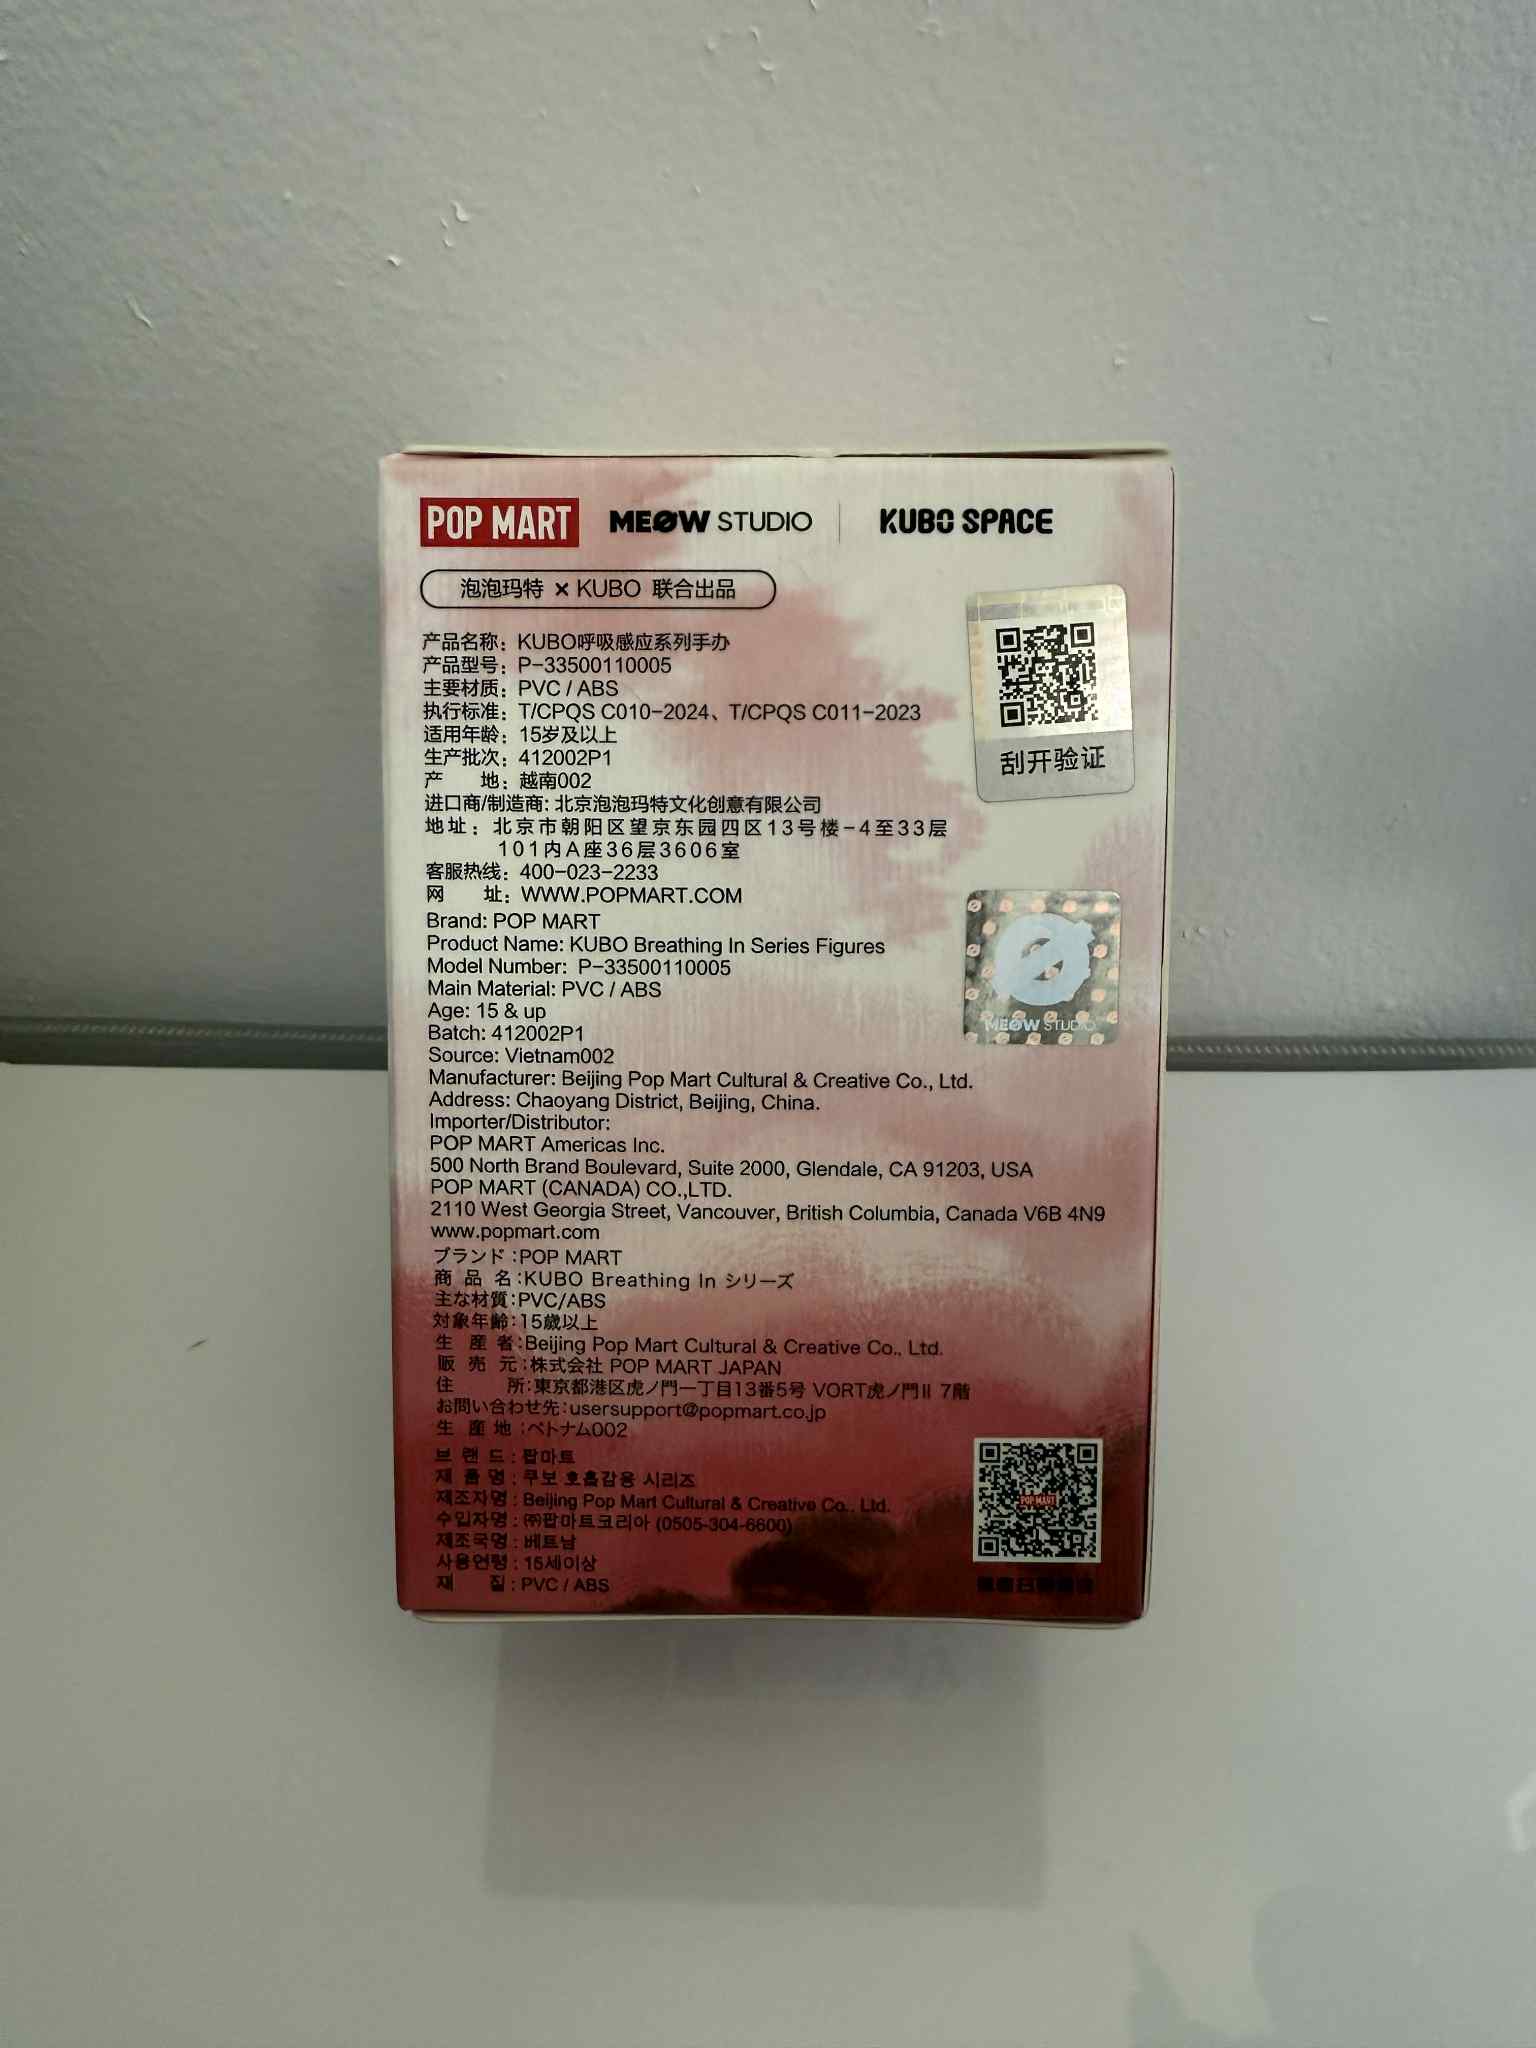 POP MART MEØW STUDIO KUBO SPACE
泡泡玛特 × KUBO 联合出品
产品名称：KUBO呼吸感应系列手办
产品型号：P-33500110005
主要材质：PVC / ABS
执行标准：T/CPQS C010-2024、T/CPQS C011-2023
适用年龄：15岁及以上
生产批次：412002P1
产 地：越南002
进口商/制造商: 北京泡泡玛特文化创意有限公司
地址：北京市朝阳区望京东园四区13号楼-4至33层
101内A座36层3606室
客服热线：400-023-2233
网 址：WWW.POPMART.COM
刮开验证
MEØW STUDIO
Brand: POP MART
Product Name: KUBO Breathing In Series Figures
Model Number: P-33500110005
Main Material: PVC / ABS
Age: 15 & up
Batch: 412002P1
Source: Vietnam002
Manufacturer: Beijing Pop Mart Cultural & Creative Co., Ltd.
Address: Chaoyang District, Beijing, China.
Importer/Distributor:
POP MART Americas Inc.
500 North Brand Boulevard, Suite 2000, Glendale, CA 91203, USA
POP MART (CANADA) CO.,LTD.
2110 West Georgia Street, Vancouver, British Columbia, Canada V6B 4N9
www.popmart.com
ブランド：POP MART
商品名：KUBO Breathing In シリーズ
主な材質：PVC/ABS
対象年齢：15歳以上
生産者：Beijing Pop Mart Cultural & Creative Co., Ltd.
販売元：株式会社 POP MART JAPAN
住 所：東京都港区虎ノ門一丁目13番5号 VORT虎ノ門Ⅱ 7階
お問い合わせ先：usersupport@popmart.co.jp
生産地：ベトナム002
브랜드 : 팝마트
제품명 : 쿠보 호흡감응 시리즈
제조자명 : Beijing Pop Mart Cultural & Creative Co., Ltd.
수입자명 : ㈜팝마트코리아 (0505-304-6600)
제조국명 : 베트남
사용연령 : 15세이상
재 질 : PVC / ABS
POP MART